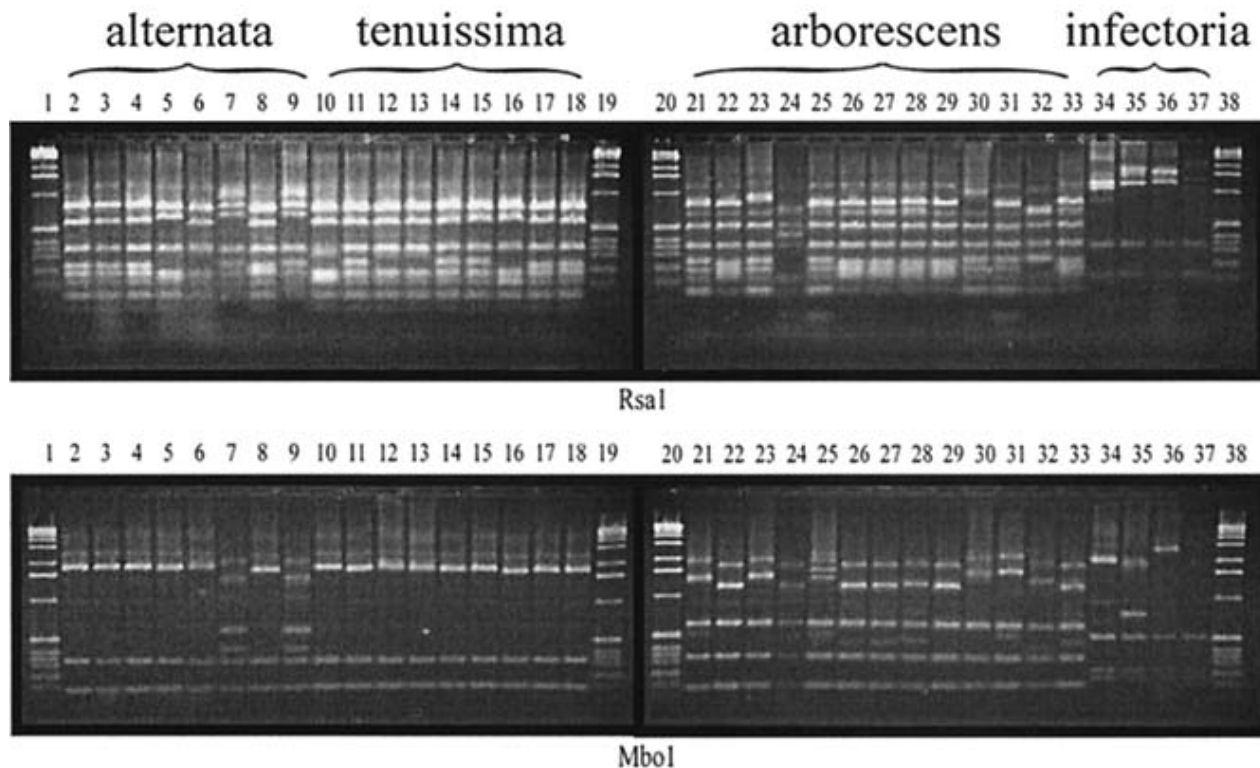 alternata tenuissima arborescens infectoria
1 2 3 4 5 6 7 8 9 10 11 12 13 14 15 16 17 18 19 20 21 22 23 24 25 26 27 28 29 30 31 32 33 34 35 36 37 38
Rsa1
1 2 3 4 5 6 7 8 9 10 11 12 13 14 15 16 17 18 19 20 21 22 23 24 25 26 27 28 29 30 31 32 33 34 35 36 37 38
Mbo1